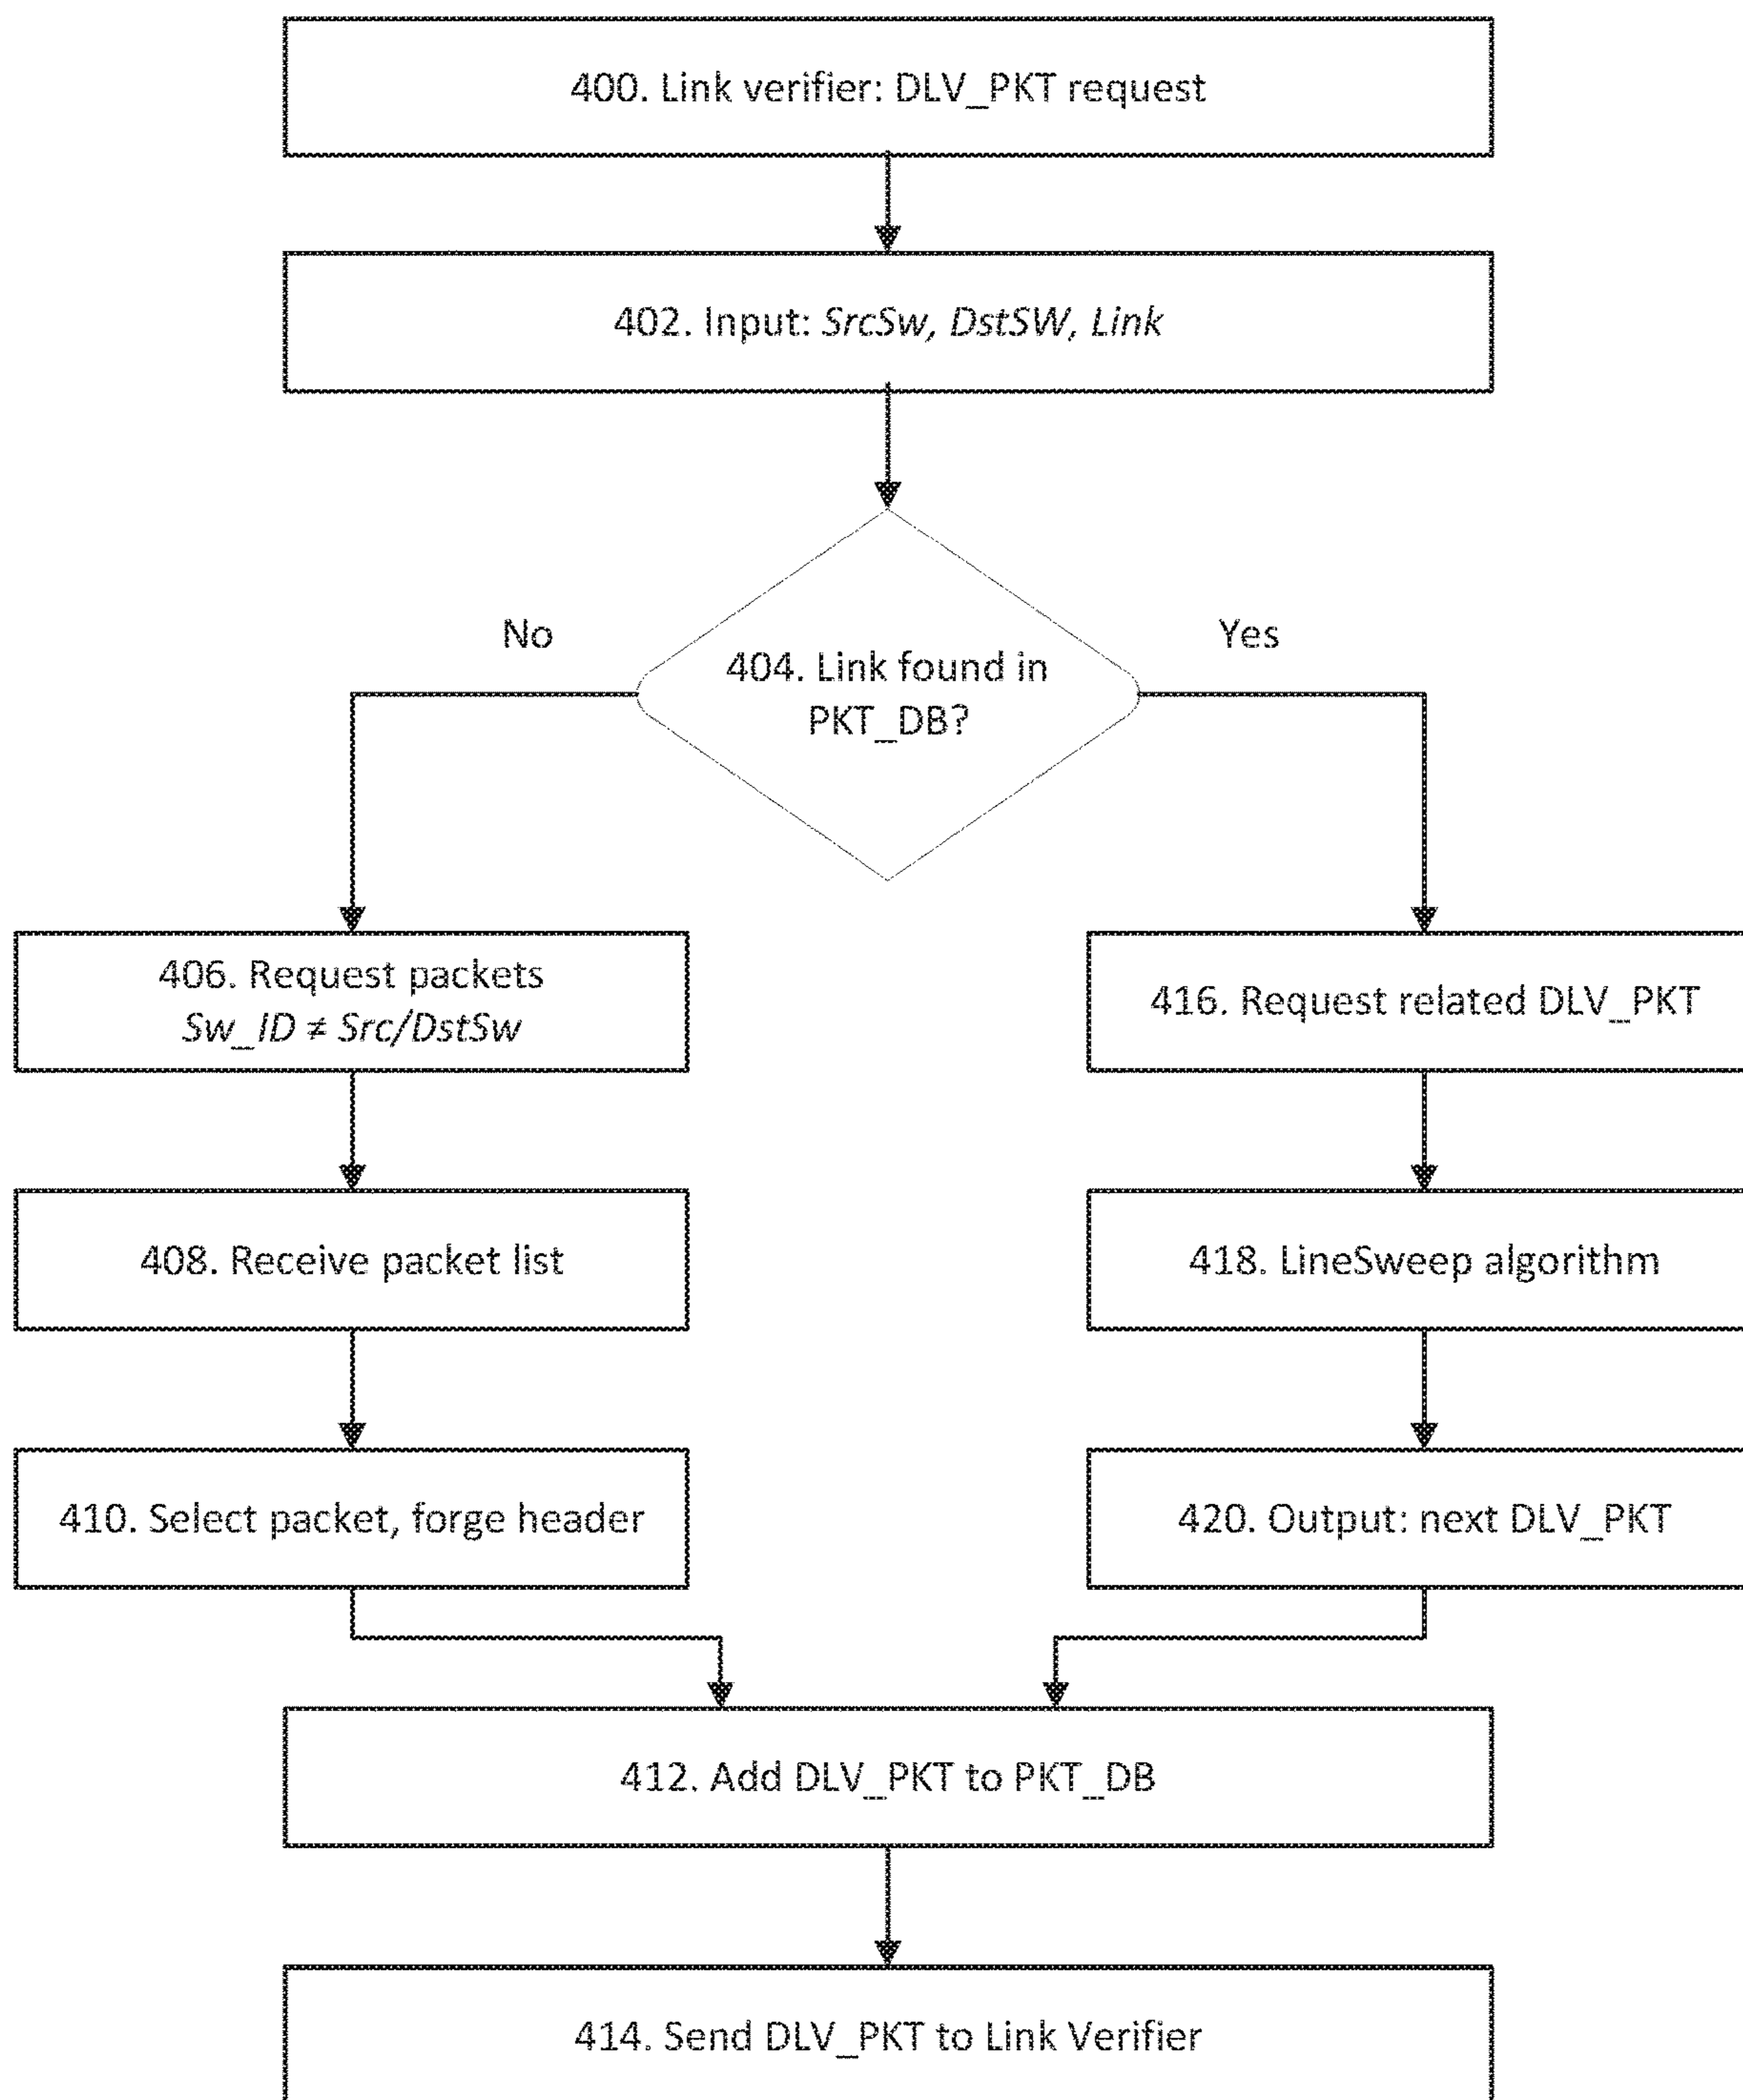 400. Link verifier: DLV_PKT request
402. Input: SrcSw, DstSW, Link
No
Yes
404. Link found in
PKT_DB?
406. Request packets
Sw_ID ≠ Src/DstSw
416. Request related DLV_PKT
408. Receive packet list
418. LineSweep algorithm
410. Select packet, forge header
420. Output: next DLV_PKT
412. Add DLV_PKT to PKT_DB
414. Send DLV_PKT to Link Verifier